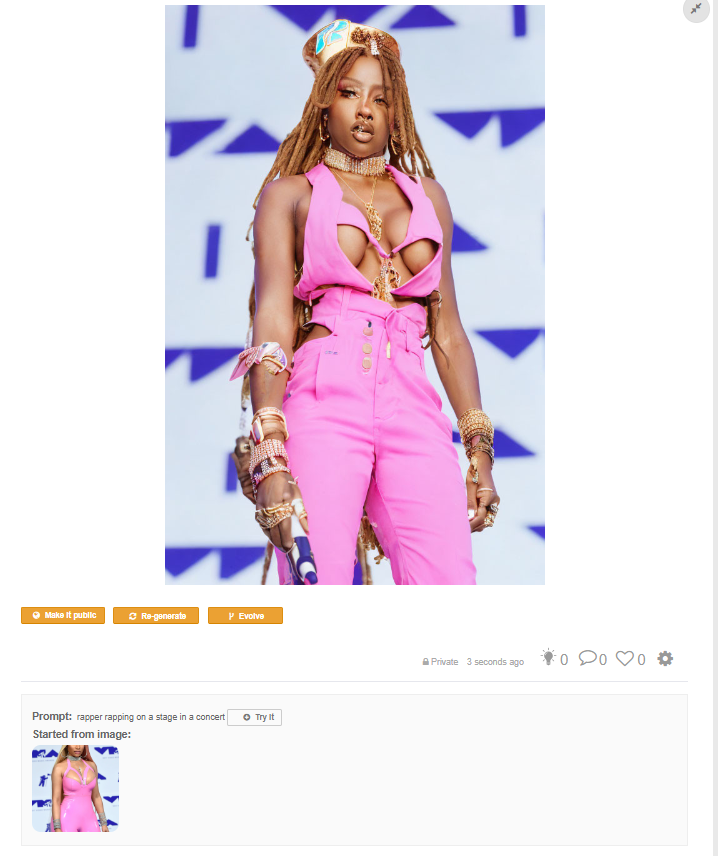 Make it public
Re-generate
Evolve
Private 3 seconds ago 0 0 0
Prompt: rapper rapping on a stage in a concert Try it
Started from image: